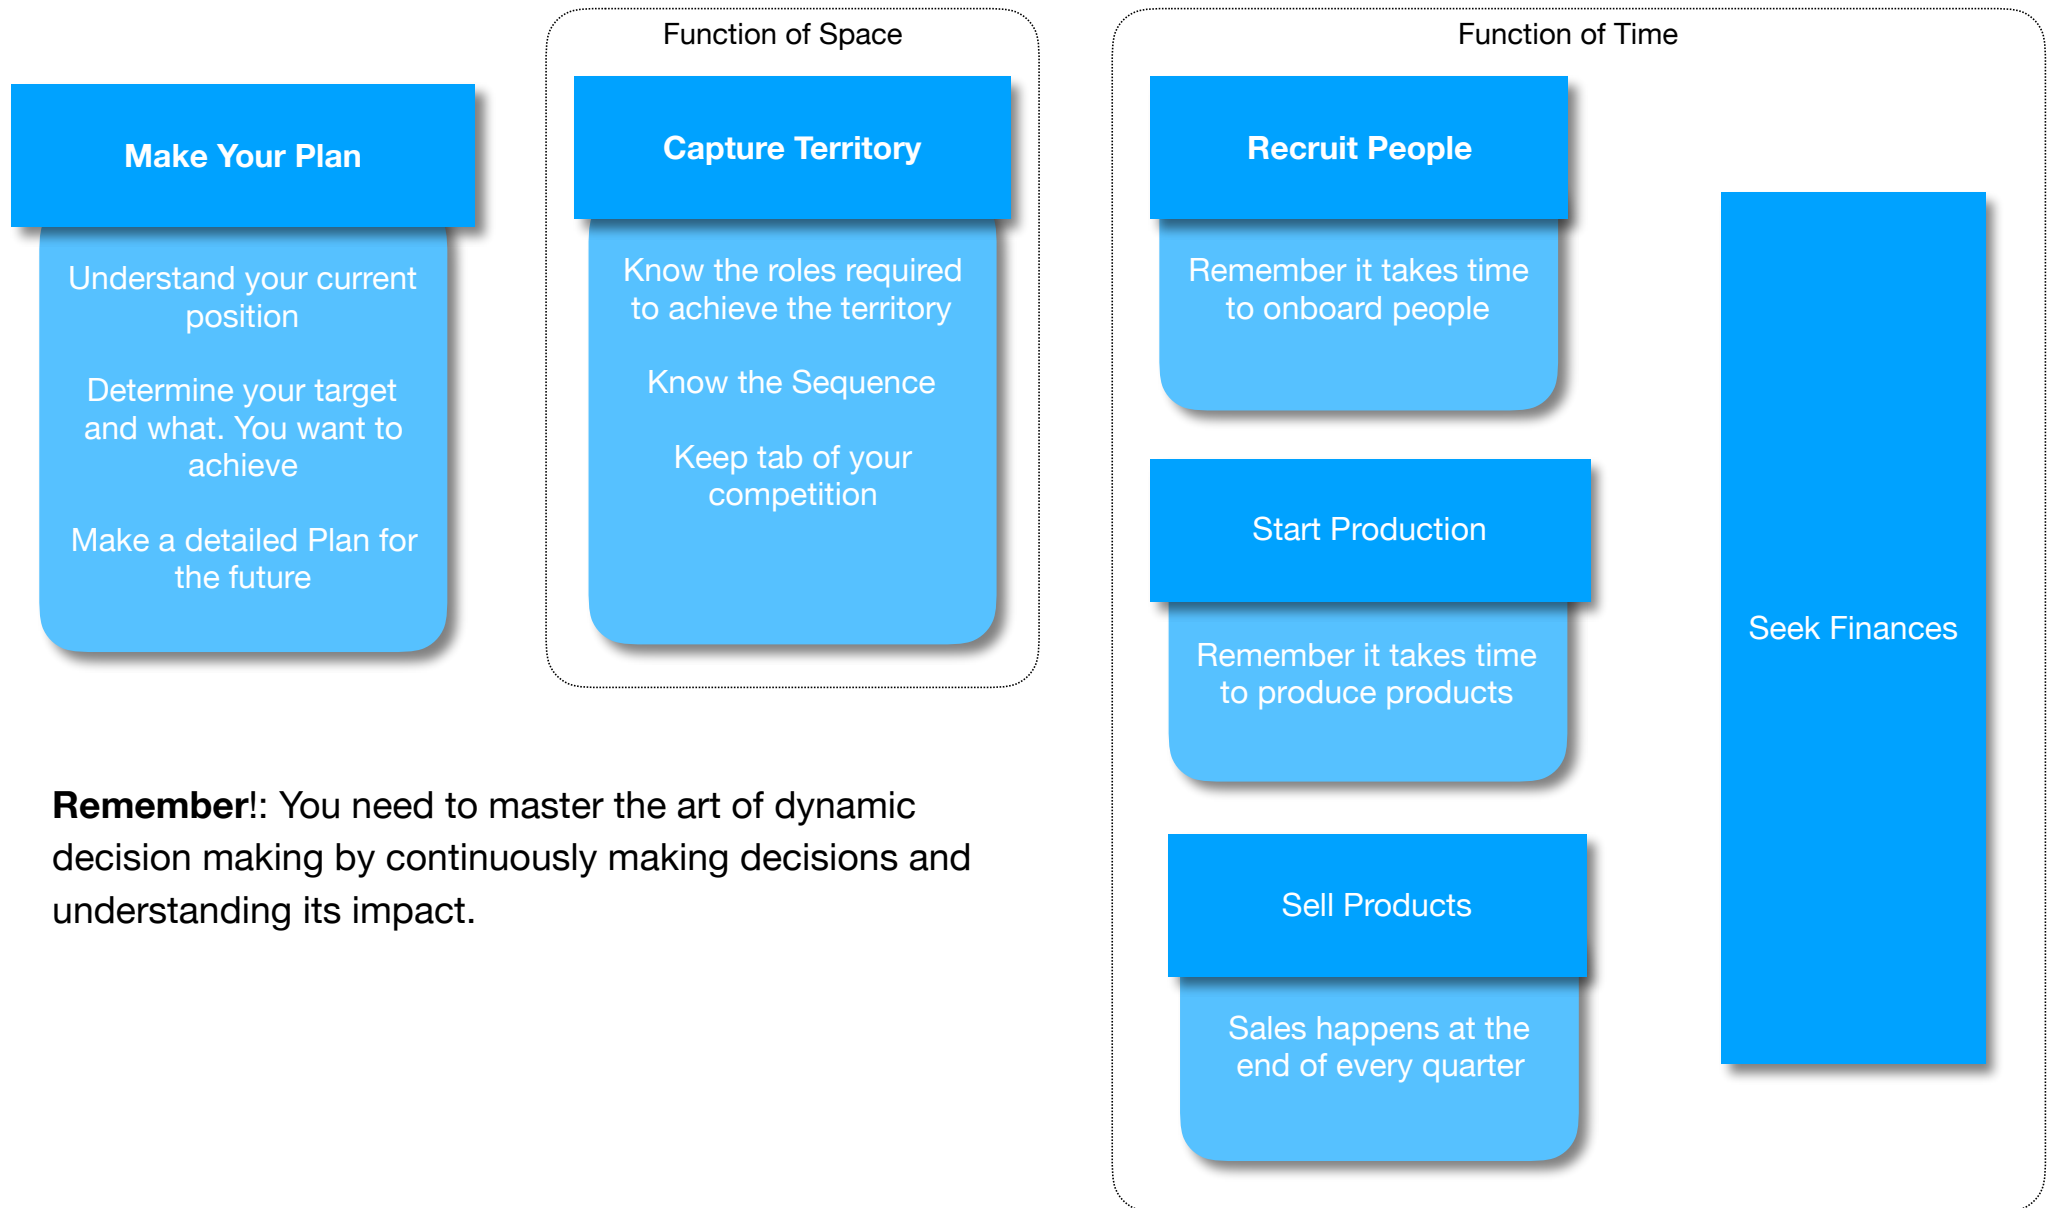 Make Your Plan
Understand your current
position
Determine your target
and what. You want to
achieve
Make a detailed Plan for
the future
Function of Space
Capture Territory
Know the roles required
to achieve the territory
Know the Sequence
Keep tab of your
competition
Function of Time
Recruit People
Remember it takes time
to onboard people
Start Production
Remember it takes time
to produce products
Sell Products
Sales happens at the
end of every quarter
Seek Finances
Remember!: You need to master the art of dynamic
decision making by continuously making decisions and
understanding its impact.